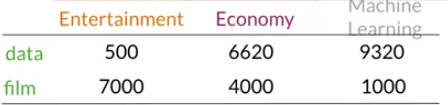 Entertainment Economy Machine Learning
data 500 6620 9320
film 7000 4000 1000